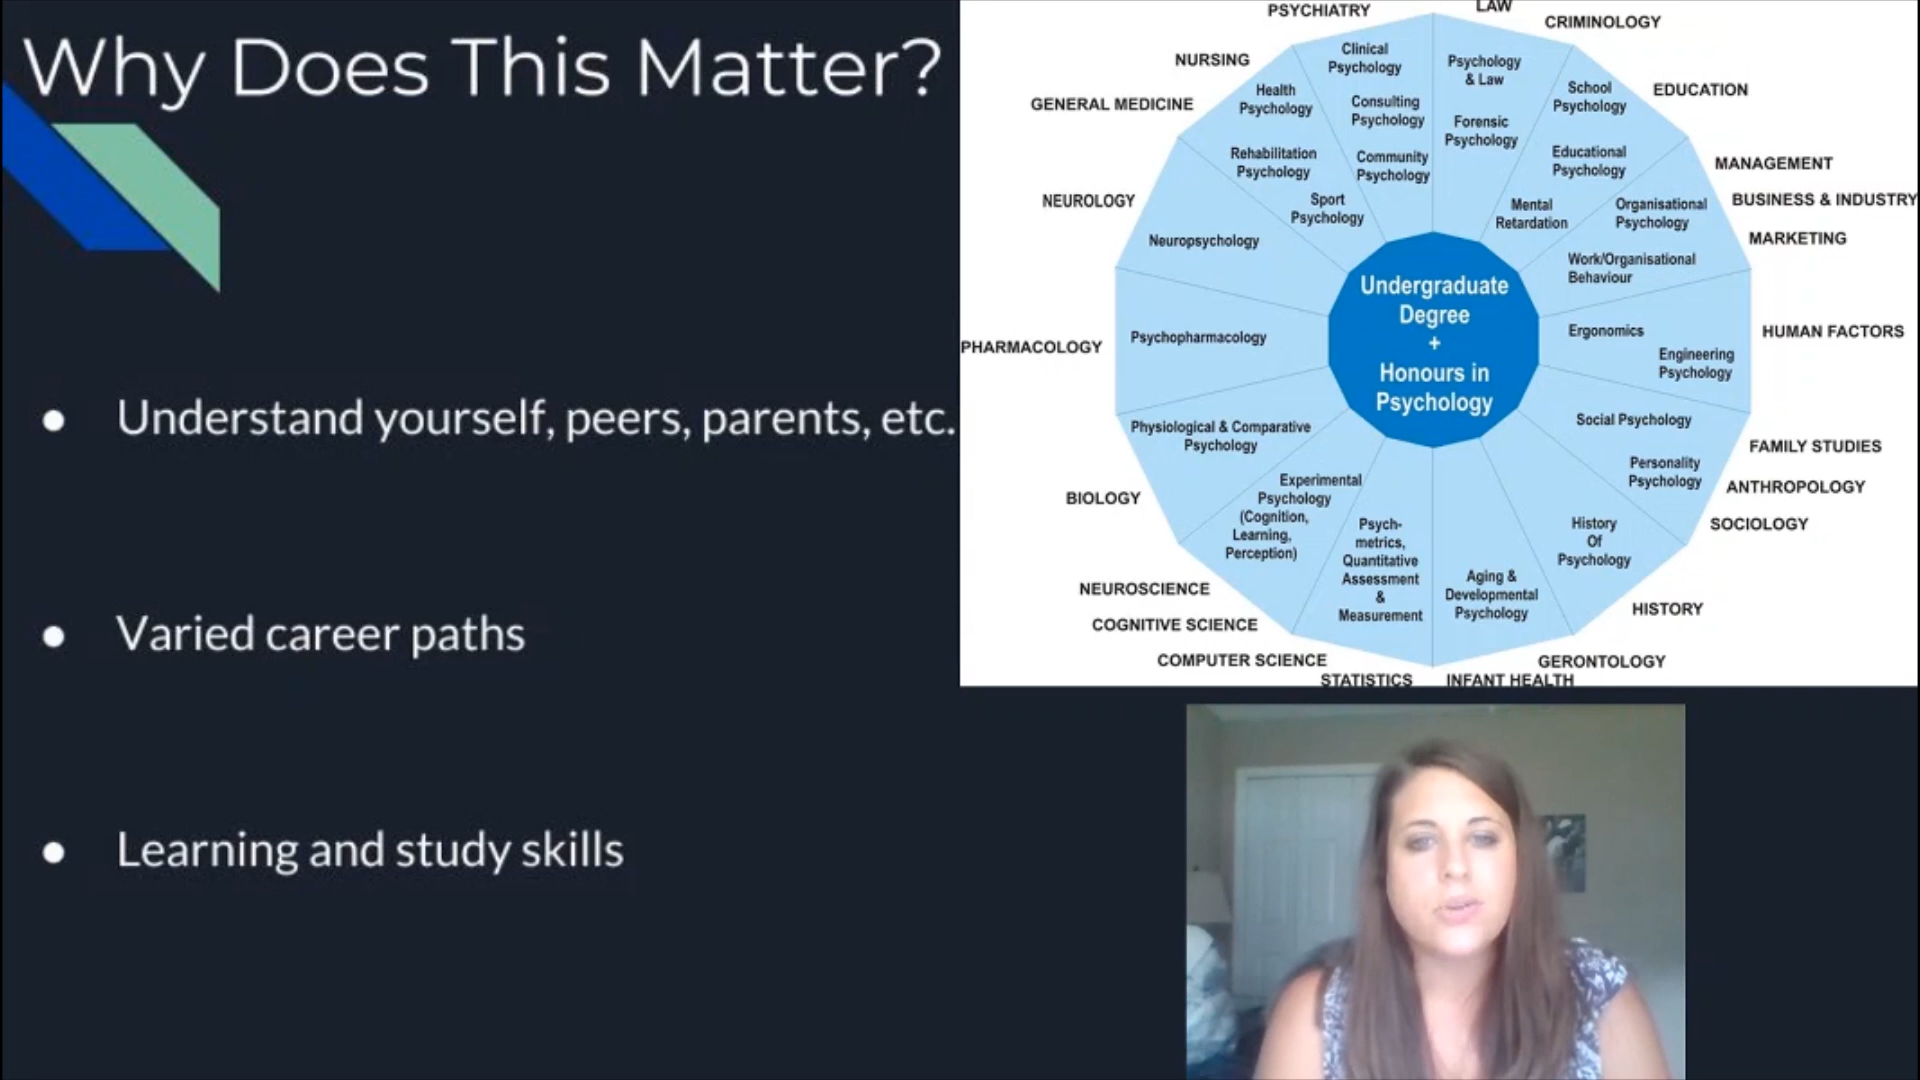 Why Does This Matter?
Understand yourself, peers, parents, etc.
Varied career paths
Learning and study skills
PSYCHIATRY
LAW
CRIMINOLOGY
NURSING
EDUCATION
GENERAL MEDICINE
MANAGEMENT
NEUROLOGY
BUSINESS & INDUSTRY
MARKETING
PHARMACOLOGY
HUMAN FACTORS
FAMILY STUDIES
BIOLOGY
ANTHROPOLOGY
SOCIOLOGY
NEUROSCIENCE
HISTORY
COGNITIVE SCIENCE
COMPUTER SCIENCE
GERONTOLOGY
STATISTICS
INFANT HEALTH
Clinical
Psychology
Consulting
Psychology
Community
Psychology
Psychology
& Law
Forensic
Psychology
School
Psychology
Educational
Psychology
Mental
Retardation
Organisational
Psychology
Work/Organisational
Behaviour
Ergonomics
Engineering
Psychology
Social Psychology
Personality
Psychology
History
Of
Psychology
Aging &
Developmental
Psychology
Psych-
metrics,
Quantitative
Assessment
&
Measurement
Experimental
Psychology
(Cognition,
Learning,
Perception)
Physiological & Comparative
Psychology
Psychopharmacology
Neuropsychology
Health
Psychology
Rehabilitation
Psychology
Sport
Psychology
Undergraduate
Degree
+
Honours in
Psychology